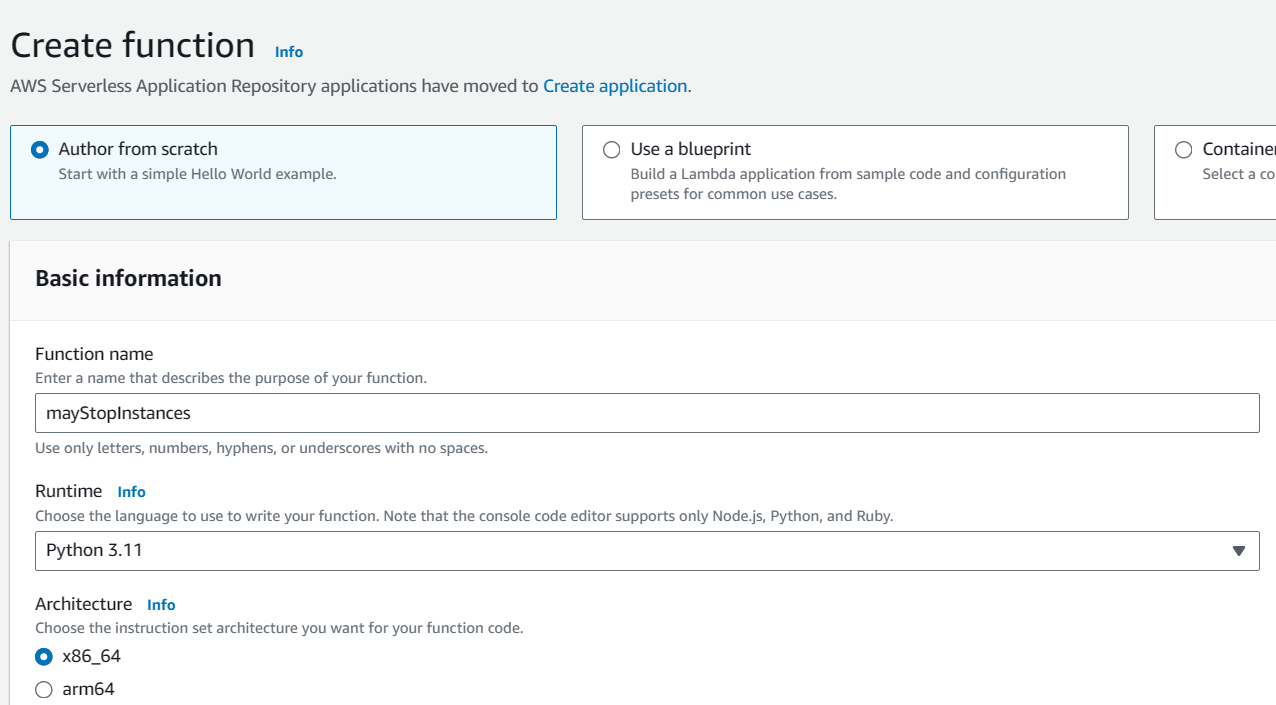 Create function Info
AWS Serverless Application Repository applications have moved to Create application.
Author from scratch
Start with a simple Hello World example.
Use a blueprint
Build a Lambda application from sample code and configuration
presets for common use cases.
Container
Select a co
Basic information
Function name
Enter a name that describes the purpose of your function.
mayStopInstances
Use only letters, numbers, hyphens, or underscores with no spaces.
Runtime Info
Choose the language to use to write your function. Note that the console code editor supports only Node.js, Python, and Ruby.
Python 3.11
Architecture Info
Choose the instruction set architecture you want for your function code.
x86_64
arm64